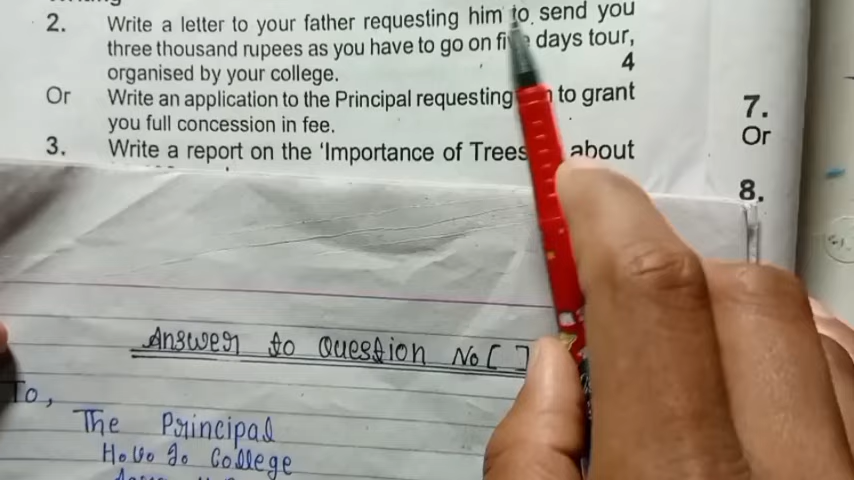 2. Write a letter to your father requesting him to send you
three thousand rupees as you have to go on five days tour,
organised by your college. 4
Or Write an application to the Principal requesting to grant
you full concession in fee.
3. Write a report on the 'Importance of Trees about
7.
Or
8.
Answer to Question No [ ]
To,
The Principal
College